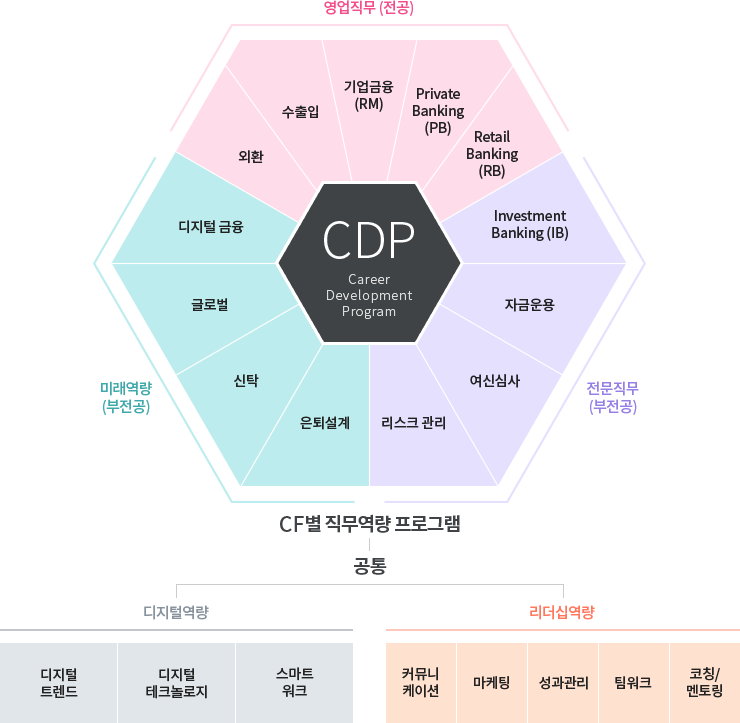 영업직무 (전공)
기업금융
(RM)
수출입
외환
Private
Banking
(PB)
Retail
Banking
(RB)
디지털 금융
글로벌
신탁
은퇴설계
CDP
Career
Development
Program
Investment
Banking (IB)
자금운용
여신심사
리스크 관리
미래역량
(부전공)
전문직무
(부전공)
CF별 직무역량 프로그램
공통
디지털역량
리더십역량
디지털
트렌드
디지털
테크놀로지
스마트
워크
커뮤니
케이션
마케팅
성과관리
팀워크
코칭/
멘토링